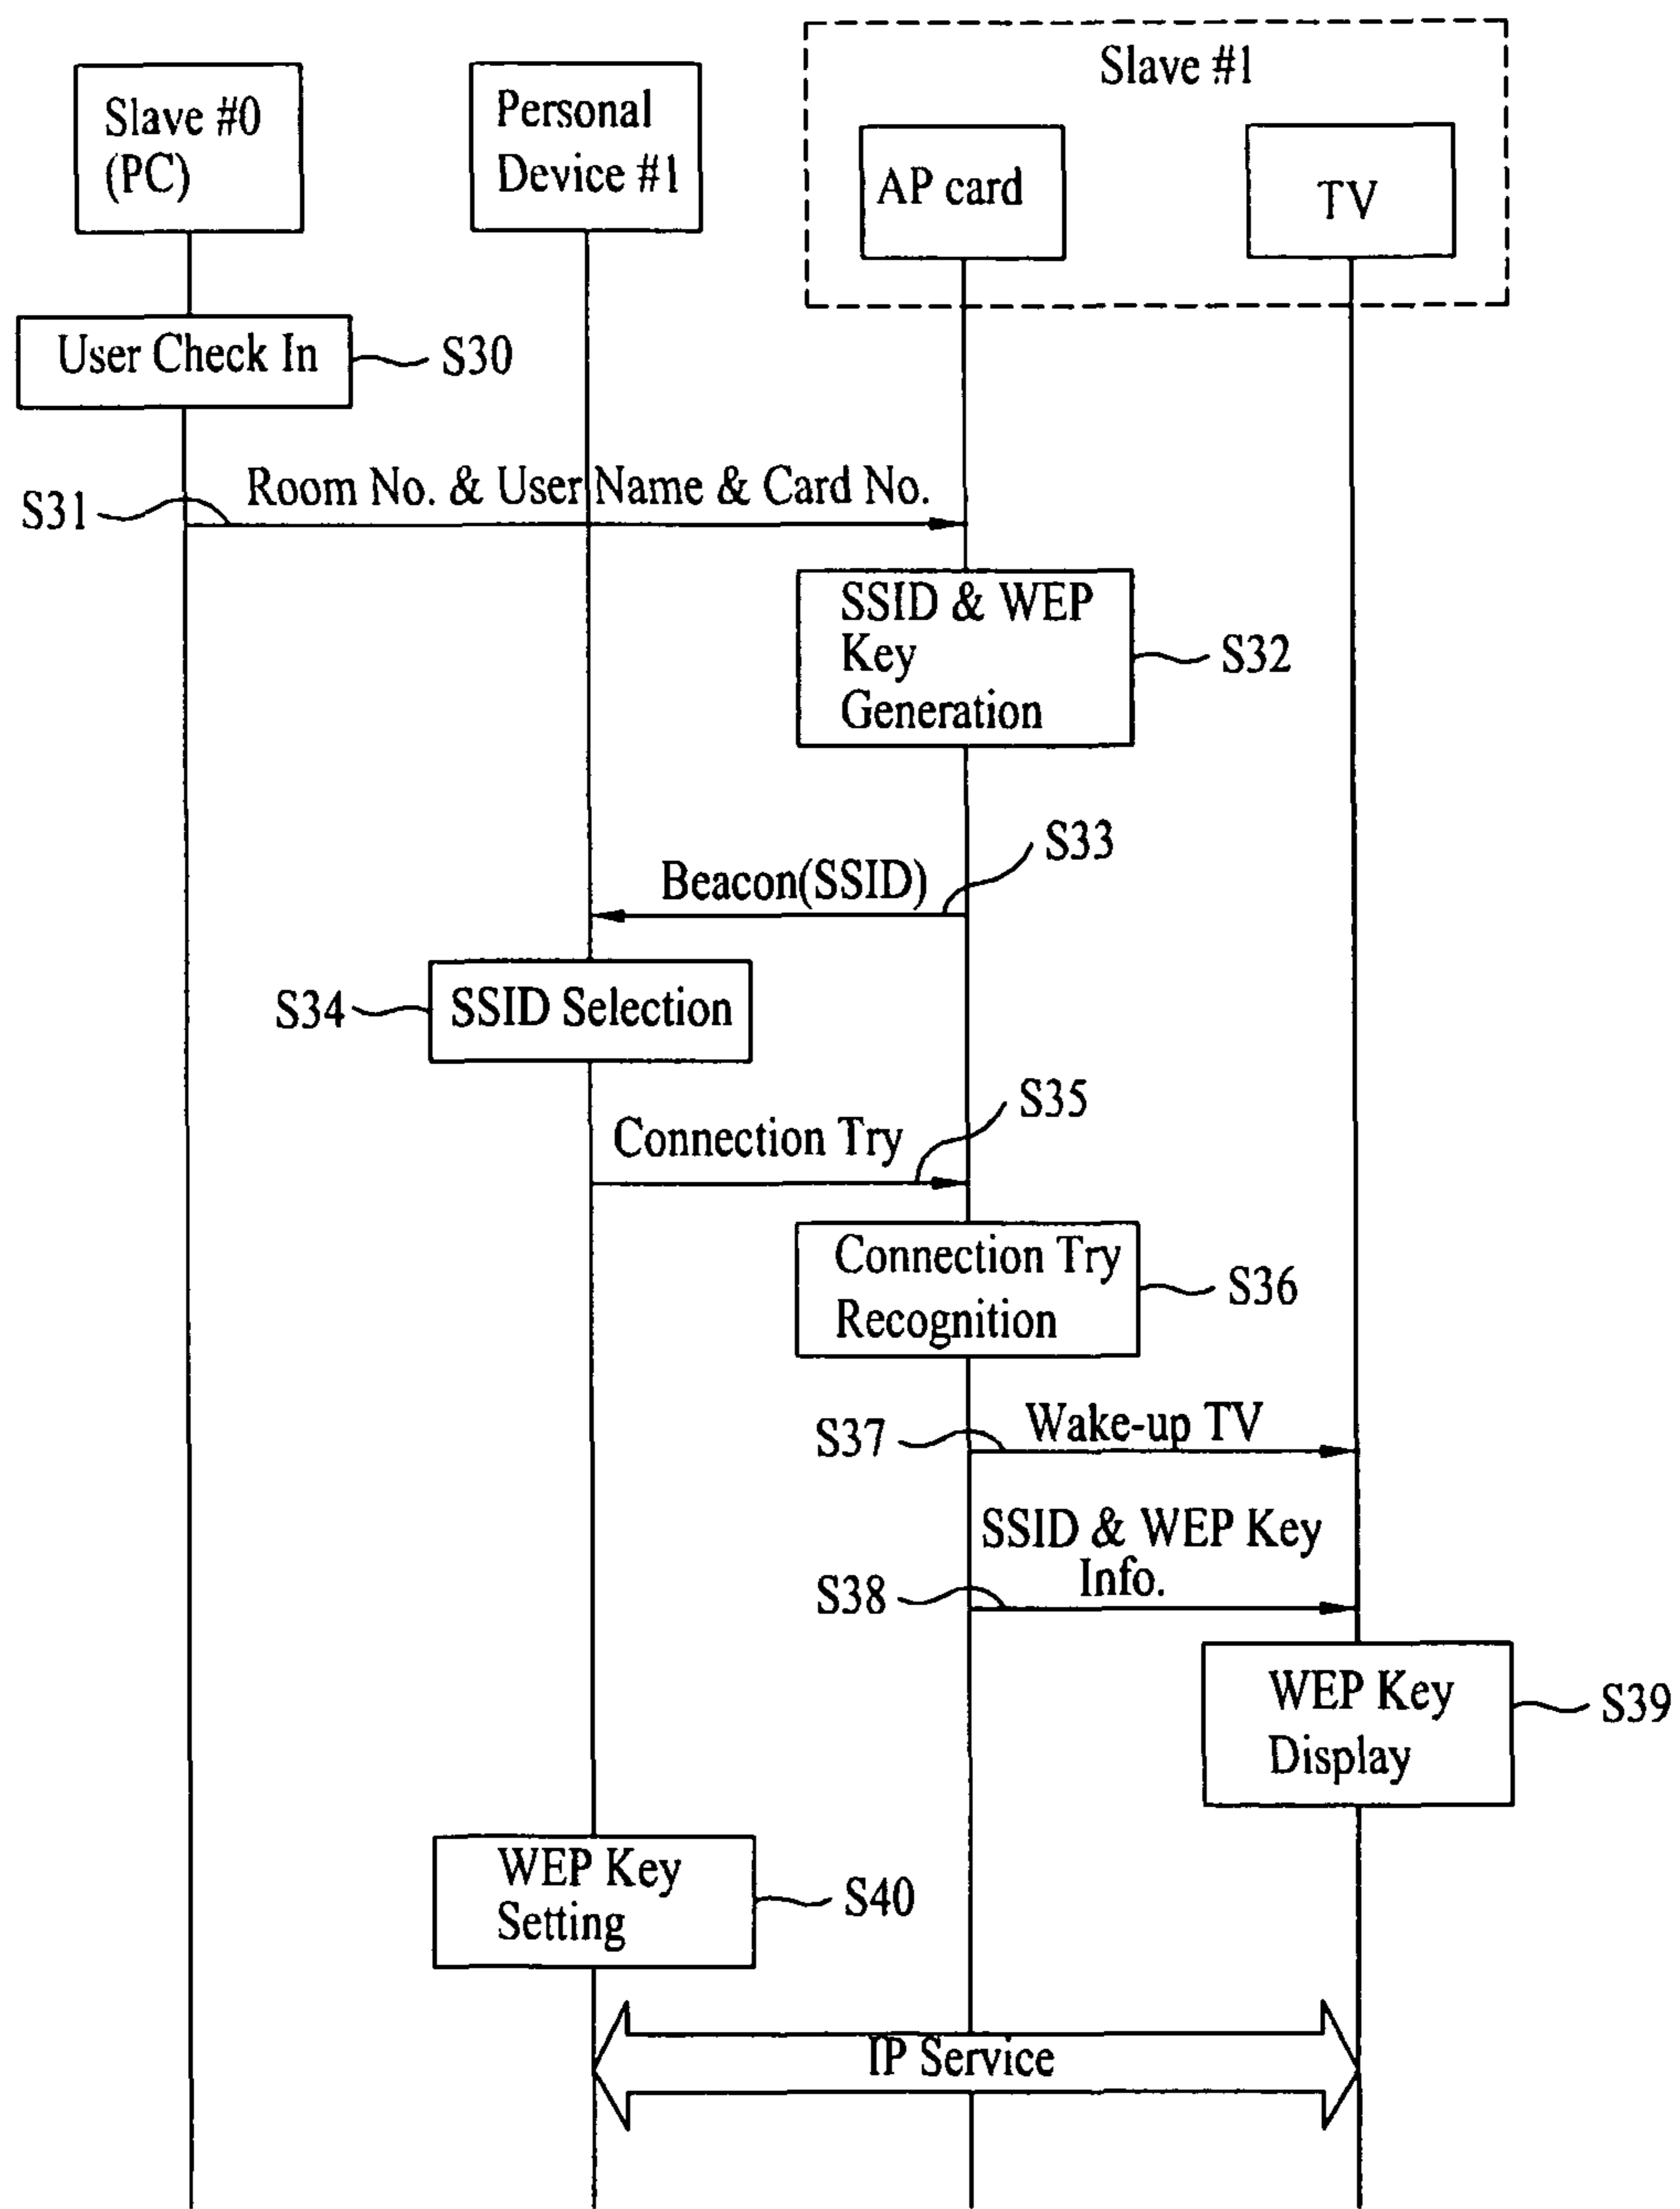 Slave #1
Slave #0
(PC)
Personal
Device #1
AP card
TV
User Check In
S30
Room No. & User Name & Card No.
S31
SSID & WEP
Key
Generation
S32
S33
Beacon(SSID)
S34
SSID Selection
S35
Connection Try
Connection Try
Recognition
S36
S37
Wake-up TV
SSID & WEP Key
Info.
S38
WEP Key
Display
S39
WEP Key
Setting
S40
IP Service